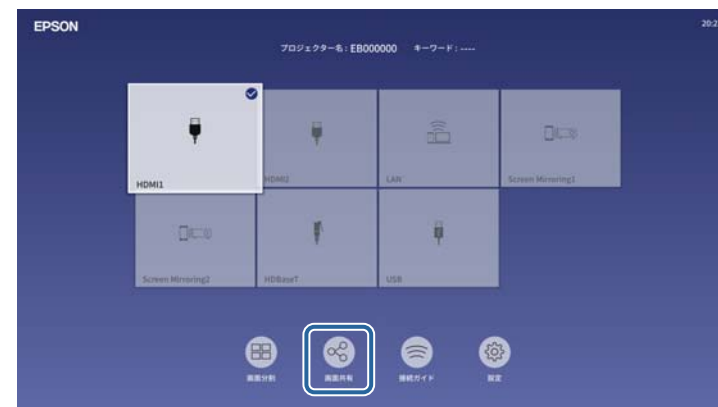 EPSON
20:2
プロジェクター名 : EB000000 キーワード : ----
HDMI1
HDMI2
LAN
Screen Mirroring1
Screen Mirroring2
HDBaseT
USB
画面分割
画面共有
接続ガイド
設定